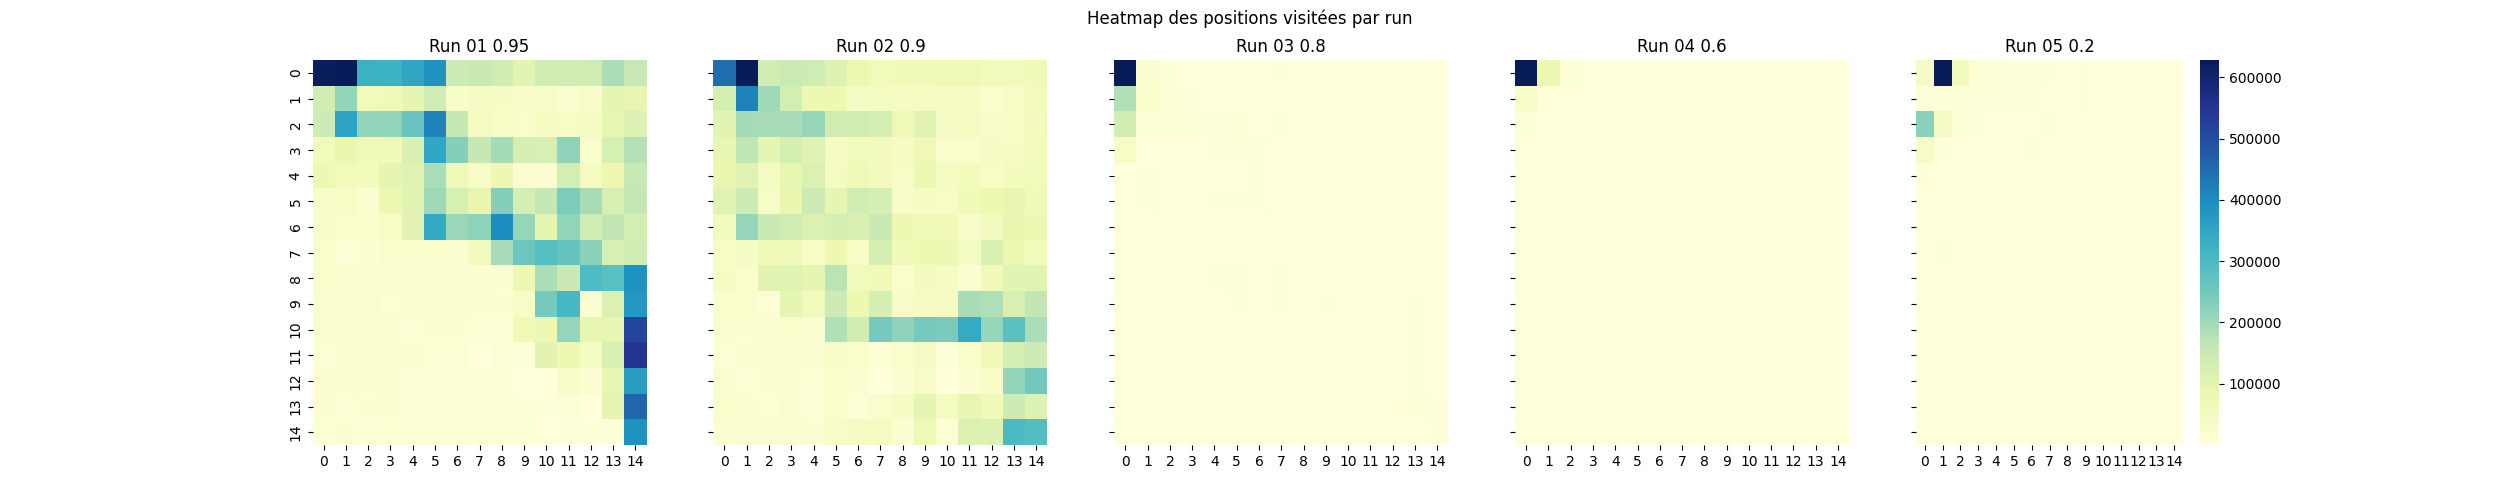 Heatmap des positions visitées par run
Run 01 0.95
Run 02 0.9
Run 03 0.8
Run 04 0.6
Run 05 0.2
0
1
2
3
4
5
6
7
8
9
10
11
12
13
14
0 1 2 3 4 5 6 7 8 9 10 11 12 13 14
0 1 2 3 4 5 6 7 8 9 10 11 12 13 14
0 1 2 3 4 5 6 7 8 9 10 11 12 13 14
0 1 2 3 4 5 6 7 8 9 10 11 12 13 14
0 1 2 3 4 5 6 7 8 9 10 11 12 13 14
600000
500000
400000
300000
200000
100000